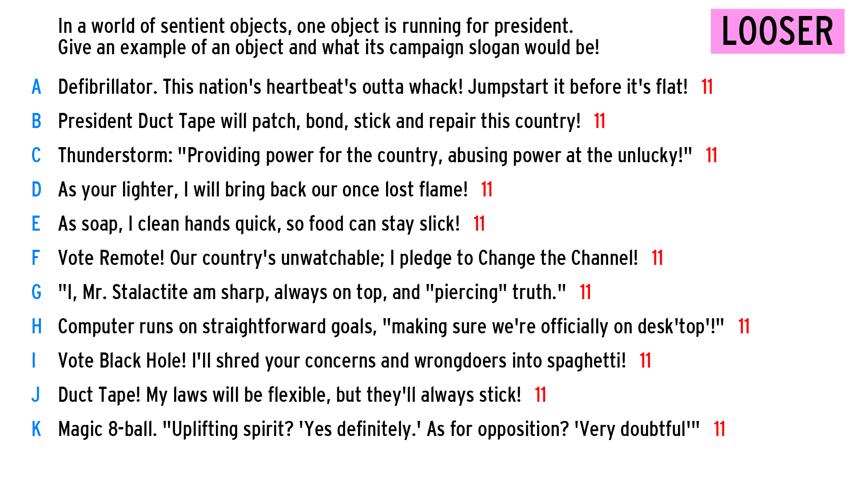 In a world of sentient objects, one object is running for president.
Give an example of an object and what its campaign slogan would be!
LOOSER
A Defibrillator. This nation's heartbeat's outta whack! Jumpstart it before it's flat! 11
B President Duct Tape will patch, bond, stick and repair this country! 11
C Thunderstorm: "Providing power for the country, abusing power at the unlucky!" 11
D As your lighter, I will bring back our once lost flame! 11
E As soap, I clean hands quick, so food can stay slick! 11
F Vote Remote! Our country's unwatchable; I pledge to Change the Channel! 11
G "I, Mr. Stalactite am sharp, always on top, and "piercing" truth." 11
H Computer runs on straightforward goals, "making sure we're officially on desk'top'!" 11
I Vote Black Hole! I'll shred your concerns and wrongdoers into spaghetti! 11
J Duct Tape! My laws will be flexible, but they'll always stick! 11
K Magic 8-ball. "Uplifting spirit? 'Yes definitely.' As for opposition? 'Very doubtful'" 11